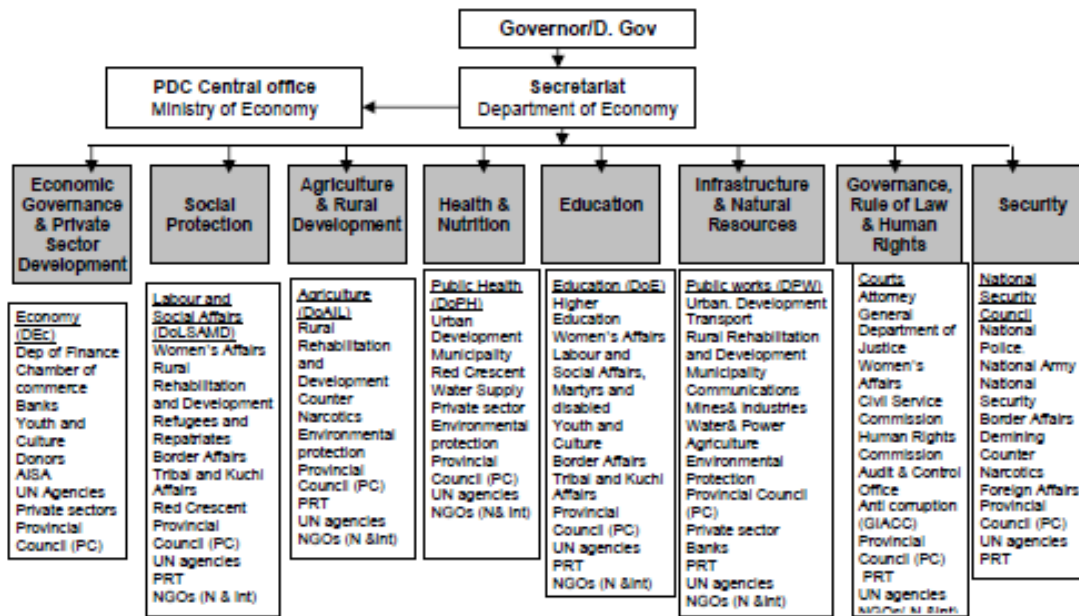 Governor/D. Gov
PDC Central office
Ministry of Economy
Secretariat
Department of Economy
Economic
Governance
& Private
Sector
Development
Social
Protection
Agriculture
& Rural
Development
Health &
Nutrition
Education
Infrastructure
& Natural
Resources
Governance,
Rule of Law
& Human
Rights
Security
Economy
(DEc)
Dep of Finance
Chamber of
commerce
Banks
Youth and
Culture
Donors
AISA
UN Agencies
Private sectors
Provincial
Council (PC)
Labour and
Social Affairs
(DoLSAMD)
Women's Affairs
Rural
Rehabilitation
and Development
Refugees and
Repatriates
Border Affairs
Tribal and Kuchi
Affairs
Red Crescent
Provincial
Council (PC)
UN agencies
PRT
NGOs (N & Int)
Agriculture
(DoAIL)
Rural
Rehabilitation
and
Development
Counter
Narcotics
Environmental
protection
Provincial
Council (PC)
PRT
UN agencies
NGOs (N &Int)
Public Health
(DoPH)
Urban
Development
Municipality
Red Crescent
Water Supply
Private sector
Environmental
protection
Provincial
Council (PC)
UN agencies
NGOs (N& Int)
Education (DoE)
Higher
Education
Women's Affairs
Labour and
Social Affairs,
Martyrs and
disabled
Youth and
Culture
Border Affairs
Tribal and Kuchi
Affairs
Provincial
Council (PC)
UN agencies
PRT
NGOs (N &Int)
Public works (DPW)
Urban. Development
Transport
Rural Rehabilitation
and Development
Municipality
Communications
Mines& Industries
Water& Power
Agriculture
Environmental
Protection
Provincial Council
(PC)
Private sector
Banks
PRT
UN agencies
NGOs (N &Int)
Courts
Attorney
General
Department of
Justice
Women's
Affairs
Civil Service
Commission
Human Rights
Commission
Audit & Control
Office
Anti corruption
(GIACC)
Provincial
Council (PC)
PRT
UN agencies
NGOs( N& Int)
National
Security
Council
National
Police.
National Army
National
Security
Border Affairs
Demining
Counter
Narcotics
Foreign Affairs
Provincial
Council (PC)
UN agencies
PRT